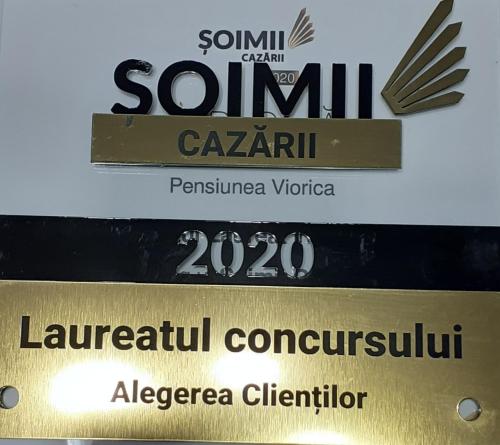 ȘOIMII
CAZĂRII
2020
ȘOIMII
CAZĂRII
Pensiunea Viorica
2020
Laureatul concursului
Alegerea Clienților